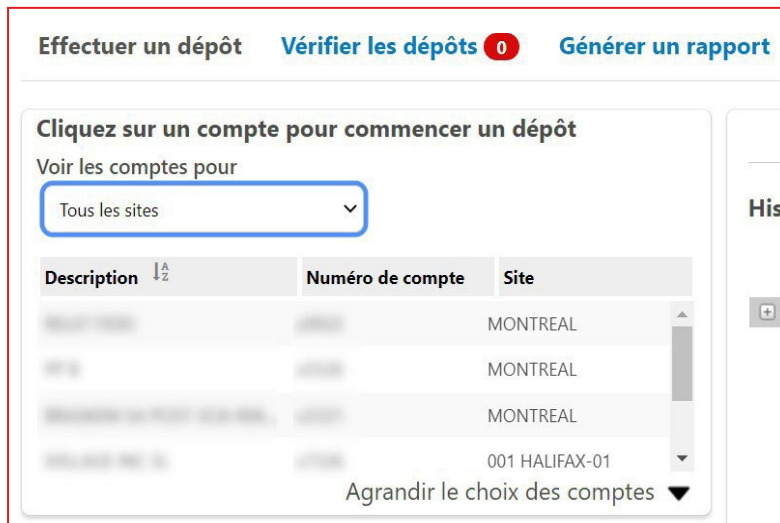 Effectuer un dépôt Vérifier les dépôts 0 Générer un rapport
Cliquez sur un compte pour commencer un dépôt
Voir les comptes pour
Tous les sites
His
Description Numéro de compte Site
MONTREAL
MONTREAL
MONTREAL
001 HALIFAX-01
Agrandir le choix des comptes